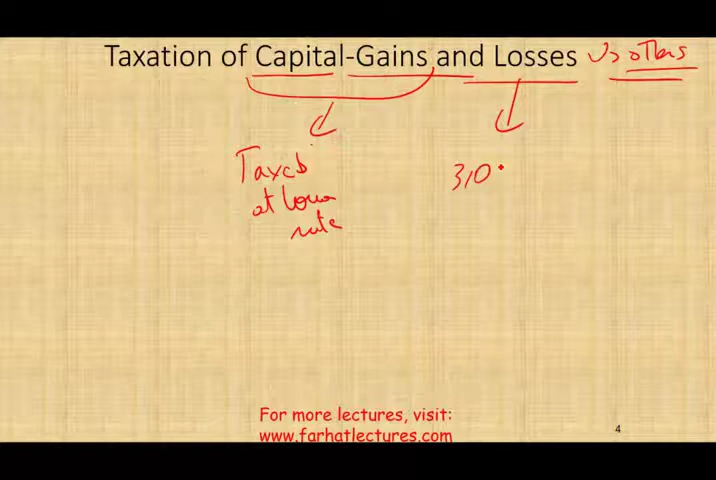 Taxation of Capital-Gains and Losses Vs others
Taxed
at lower
rate
3,0
For more lectures, visit:
www.farhatlectures.com
4